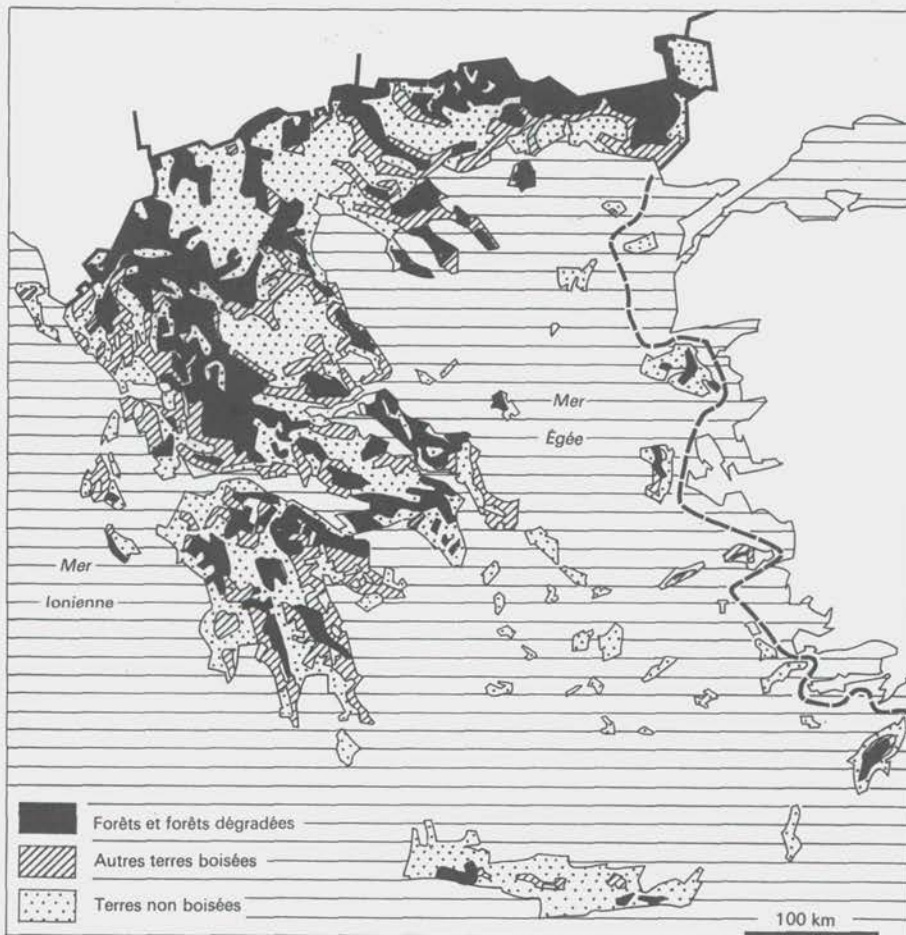 Mer
Égée
Mer
Ionienne
Forêts et forêts dégradées
Autres terres boisées
Terres non boisées
100 km